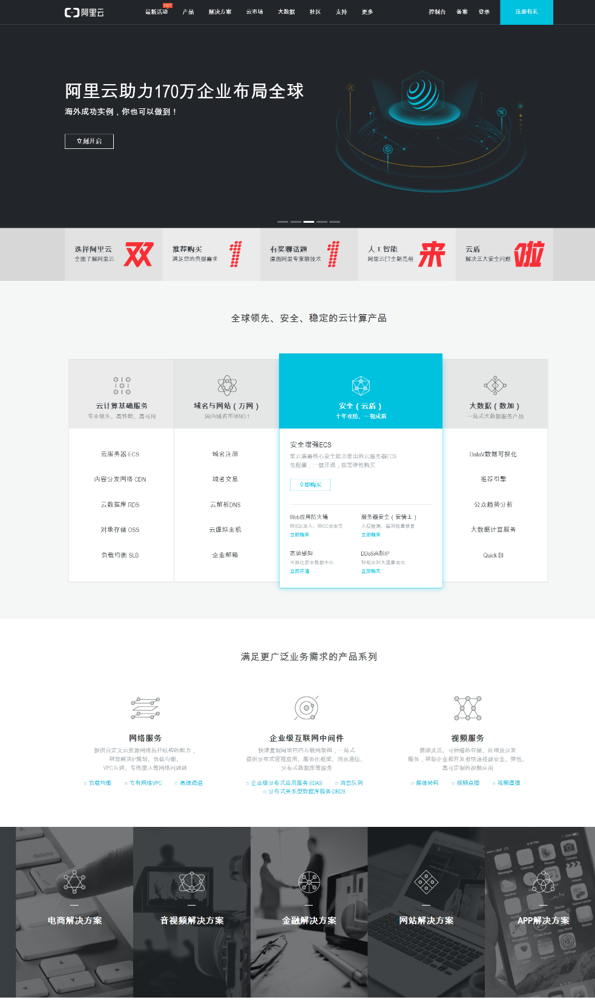 阿里云
最新活动
HOT
产品
解决方案
云市场
大数据
社区
支持
更多
控制台
备案
登录
注册有礼
阿里云助力170万企业布局全球
海外成功实例，你也可以做到！
立刻开启
选择阿里云
全面了解阿里云
双
推荐购买
满足您的典型需求
1
有奖聊话题
直面阿里专家聊技术
1
人工智能
阿里云ET全新亮相
来
云盾
解决三大安全问题
啦
全球领先、安全、稳定的云计算产品
云计算基础服务
专业领先、高性能、高可用
云服务器 ECS
内容分发网络 CDN
云数据库 RDS
对象存储 OSS
负载均衡 SLB
域名与网站（万网）
国内域名市场NO.1
域名注册
域名交易
云解析DNS
云虚拟主机
企业邮箱
安全（云盾）
十年攻防、一朝成盾
安全增强ECS
集云盾最核心安全能力推出的云服务器ECS
免配置，一键开通，按需弹性购买
立即购买
Web应用防火墙
防SQL注入、防CC攻击等
立即购买
服务器安全（安骑士）
入侵检测、漏洞批量修复
立即购买
态势感知
可视化安全数据中心
立即开通
DDoS高防IP
轻松应对大流量攻击
立即购买
大数据（数加）
一站式大数据服务产品
DataV数据可视化
推荐引擎
公众趋势分析
大数据计算服务
Quick BI
满足更广泛业务需求的产品系列
网络服务
提供自定义云资源网络拓扑结构的能力，
帮您解决IP规划、负载均衡、
VPC互通、专线接入等网络问题题
负载均衡
专有网络VPC
高速通道
企业级互联网中间件
快速复制阿里巴巴互联网架构，一站式
提供分布式管理应用、服务化框架、消息通信、
分布式数据库等服务
企业级分布式应用服务 EDAS
消息队列
分布式关系型数据库服务 DRDS
视频服务
借助灵活、可伸缩的存储、处理及分发
服务，帮助企业和开发者快速搭建安全、弹性、
高可定制的视频应用
媒体转码
视频点播
视频直播
delete
电商解决方案
音视频解决方案
金融解决方案
网站解决方案
APP解决方案